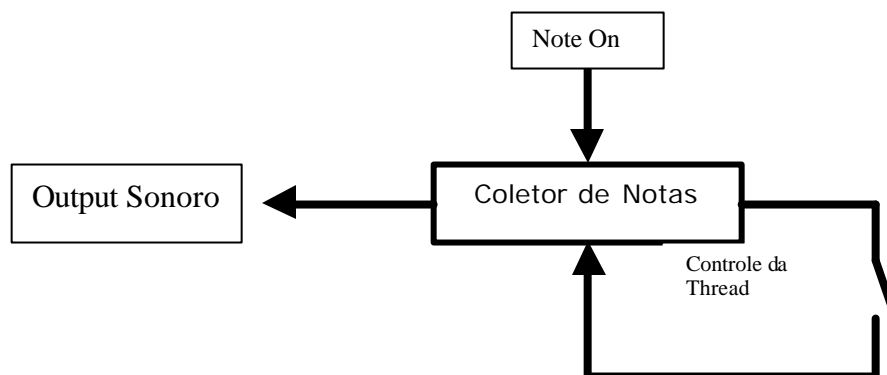 Note On
Output Sonoro
Coletor de Notas
Controle da
Thread